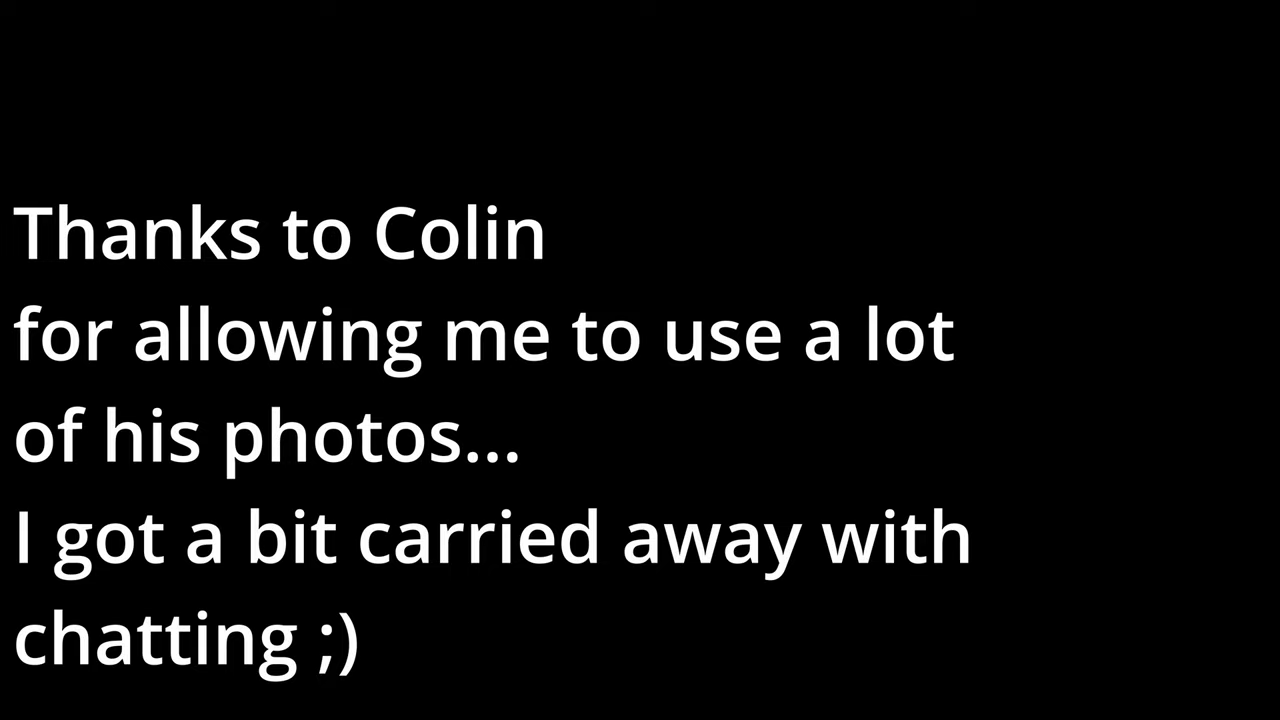 Thanks to Colin
for allowing me to use a lot
of his photos...
I got a bit carried away with
chatting ;)